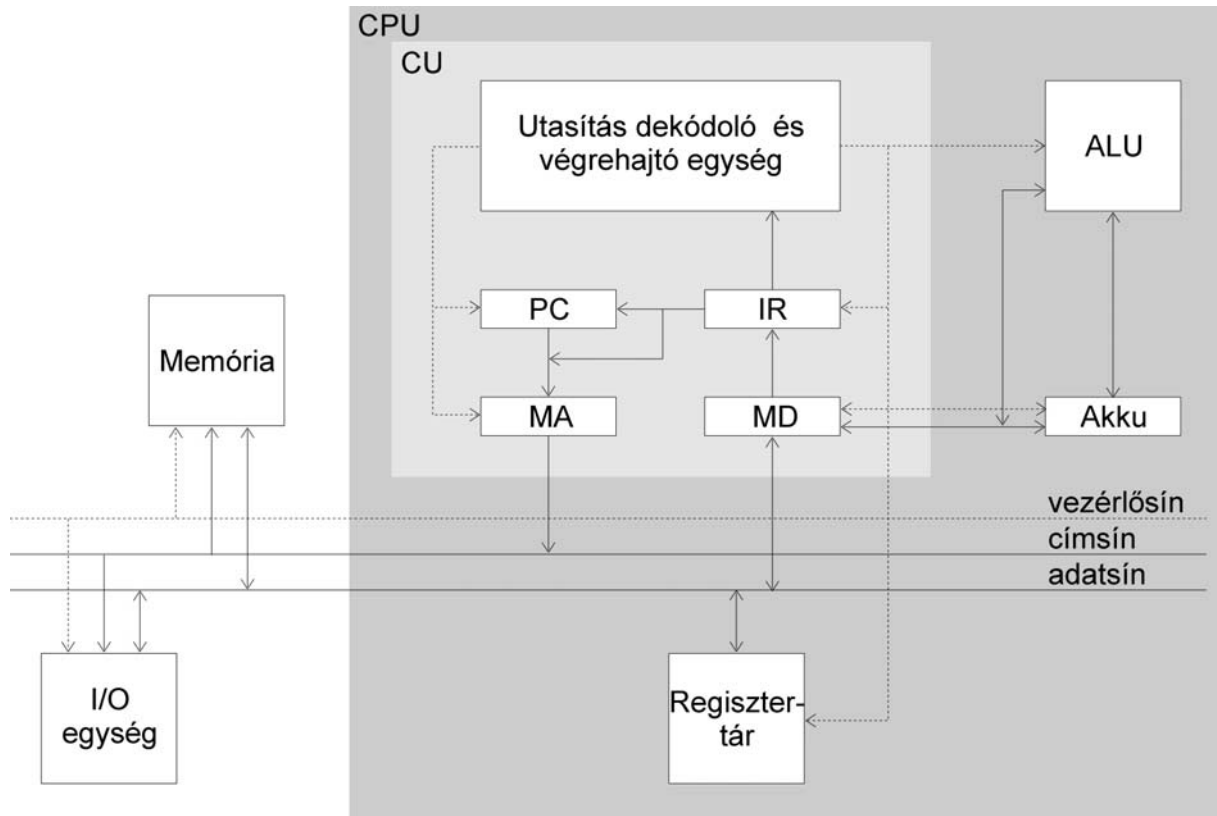 CPU
CU
Utasítás dekódoló és
végrehajtó egység
ALU
PC
IR
Memória
MA
MD
Akku
vezérlősín
címsín
adatsín
I/O
egység
Regiszter-
tár